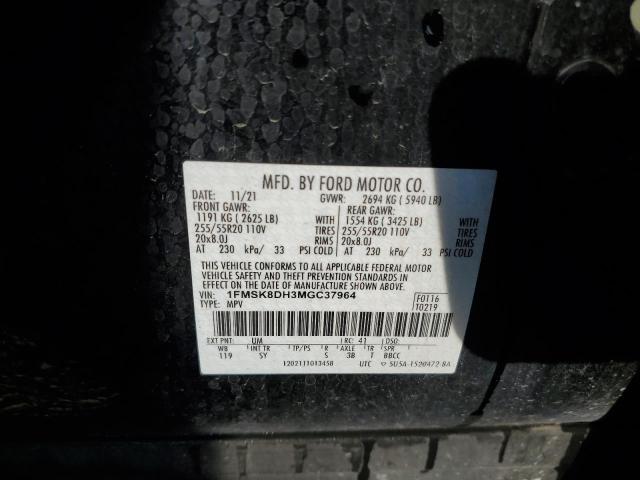 MFD. BY FORD MOTOR CO.
DATE: 11/21 GVWR: 2694 KG ( 5940 LB)
FRONT GAWR: REAR GAWR:
1191 KG ( 2625 LB) WITH 1554 KG ( 3425 LB) WITH
255/55R20 110V TIRES 255/55R20 110V TIRES
20x8.0J RIMS 20x8.0J RIMS
AT 230 kPa/ 33 PSI COLD AT 230 kPa/ 33 PSI COLD
THIS VEHICLE CONFORMS TO ALL APPLICABLE FEDERAL MOTOR
VEHICLE SAFETY AND THEFT PREVENTION STANDARDS IN
EFFECT ON THE DATE OF MANUFACTURE SHOWN ABOVE.
VIN: 1FMSK8DH3MGC37964 F0116
TYPE: MPV T0219
EXT PNT: UM RC: 41 DSO:
WB INT TR TP/PS R AXLE TR SPR
119 SY S 3B T BBCC
UTC